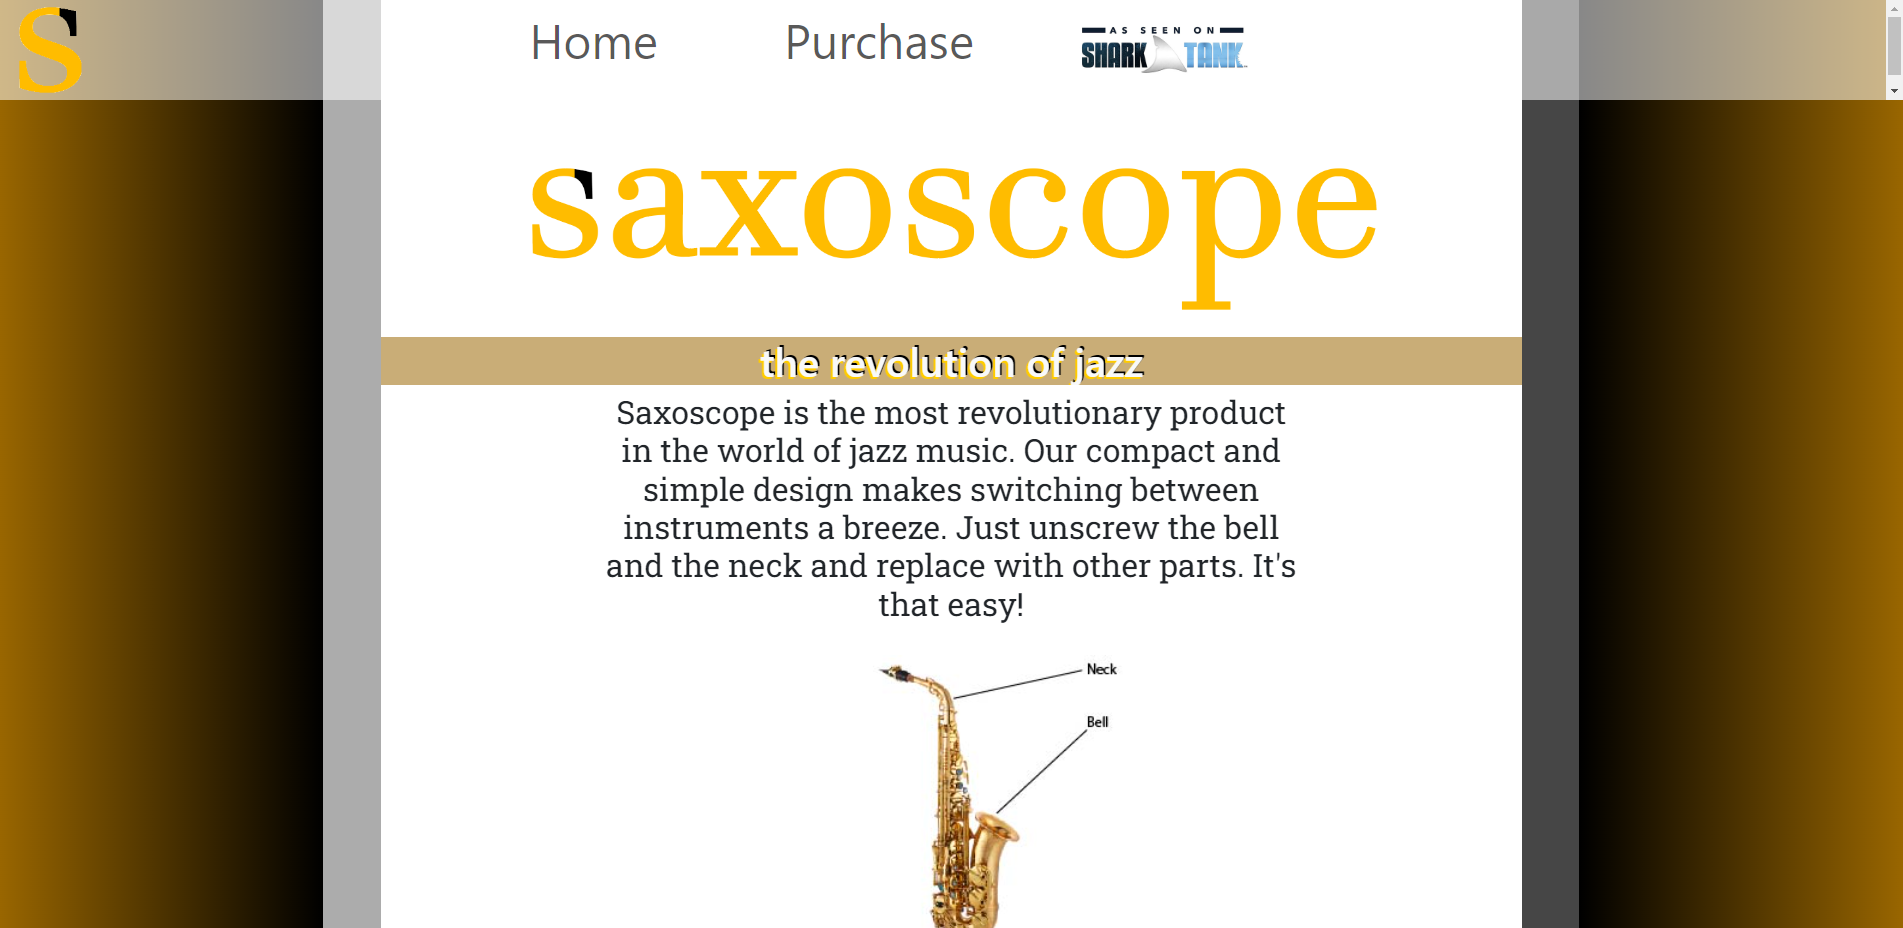 S
Home Purchase
AS SEEN ON
SHARK TANK
saxoscope
the revolution of jazz
Saxoscope is the most revolutionary product
in the world of jazz music. Our compact and
simple design makes switching between
instruments a breeze. Just unscrew the bell
and the neck and replace with other parts. It's
that easy!
Neck
Bell